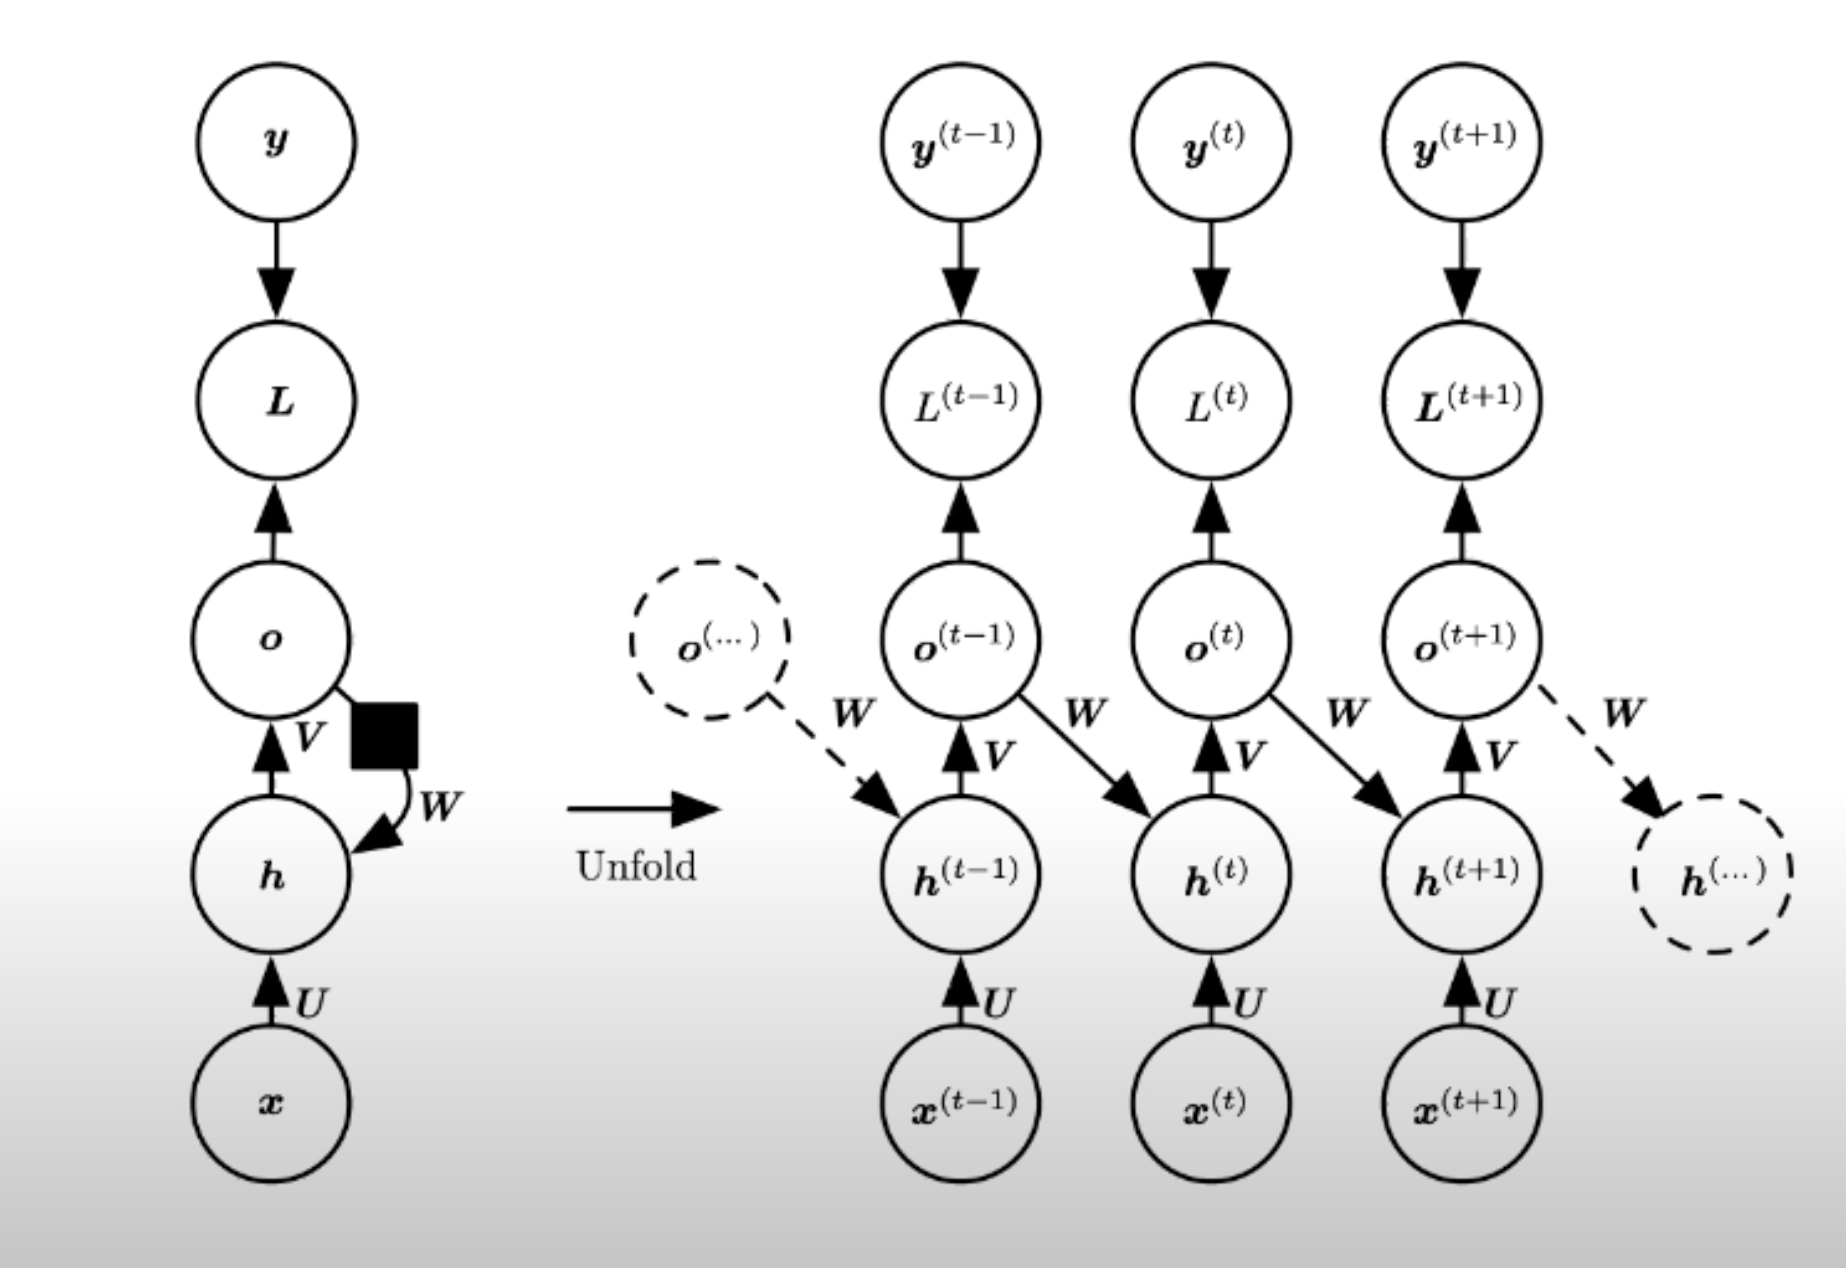 y y^(t−1) y^(t) y^(t+1)
L L^(t−1) L^(t) L^(t+1)
o o^(...) o^(t−1) o^(t) o^(t+1)
W W W W
V V V V
W
Unfold
h h^(t−1) h^(t) h^(t+1) h^(...)
U U U U
x x^(t−1) x^(t) x^(t+1)